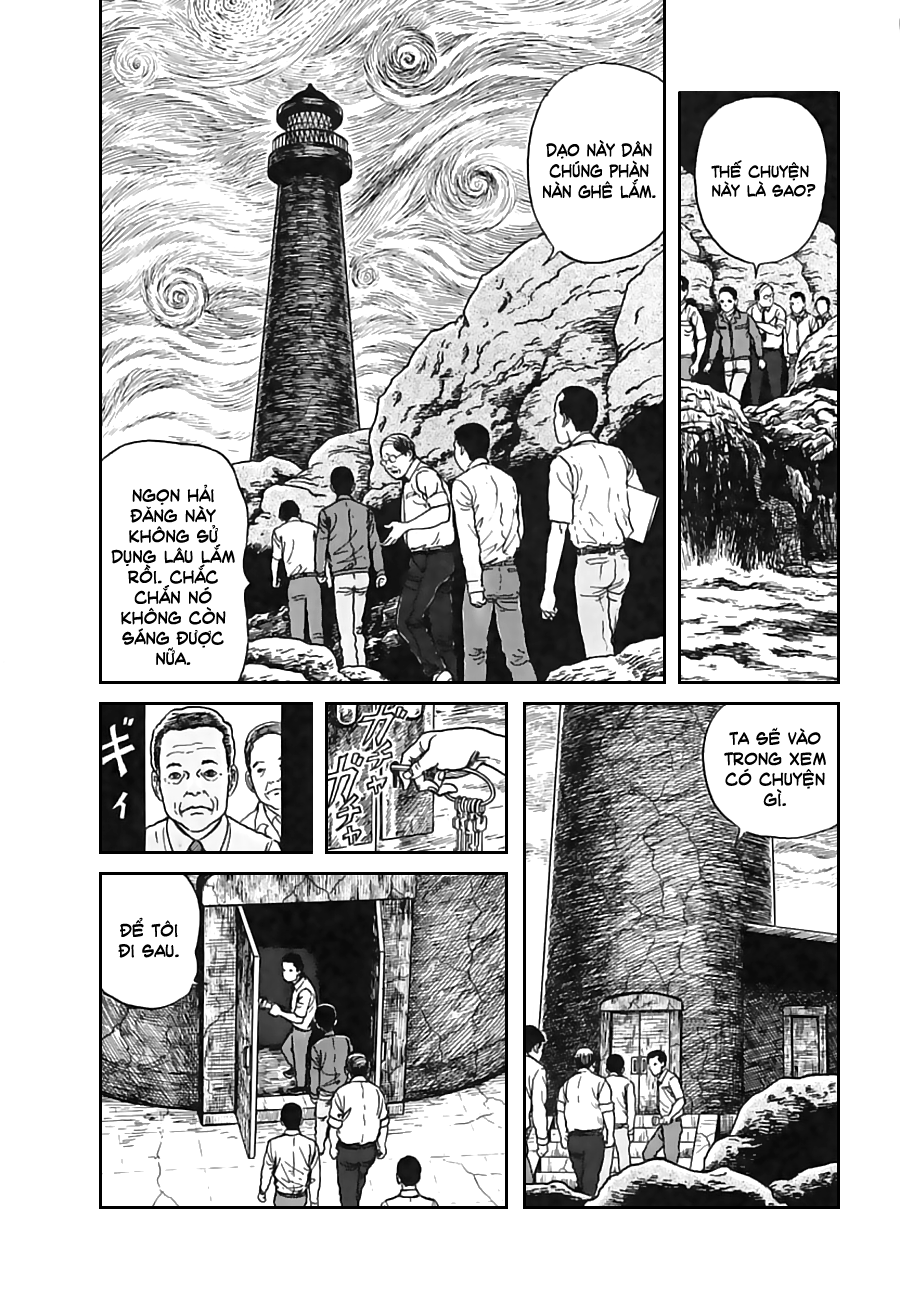 THẾ CHUYỆN
NÀY LÀ SAO?
DẠO NÀY DÂN
CHÚNG PHÀN
NÀN GHÊ LẮM.
NGỌN HẢI
ĐĂNG NÀY
KHÔNG SỬ
DỤNG LÂU LẮM
RỒI. CHẮC
CHẮN NÓ
KHÔNG CÒN
SÁNG ĐƯỢC
NỮA.
TA SẼ VÀO
TRONG XEM
CÓ CHUYỆN
GÌ.
ガチャ
ガチャ
ギィ
ĐỂ TÔI
ĐI SAU.